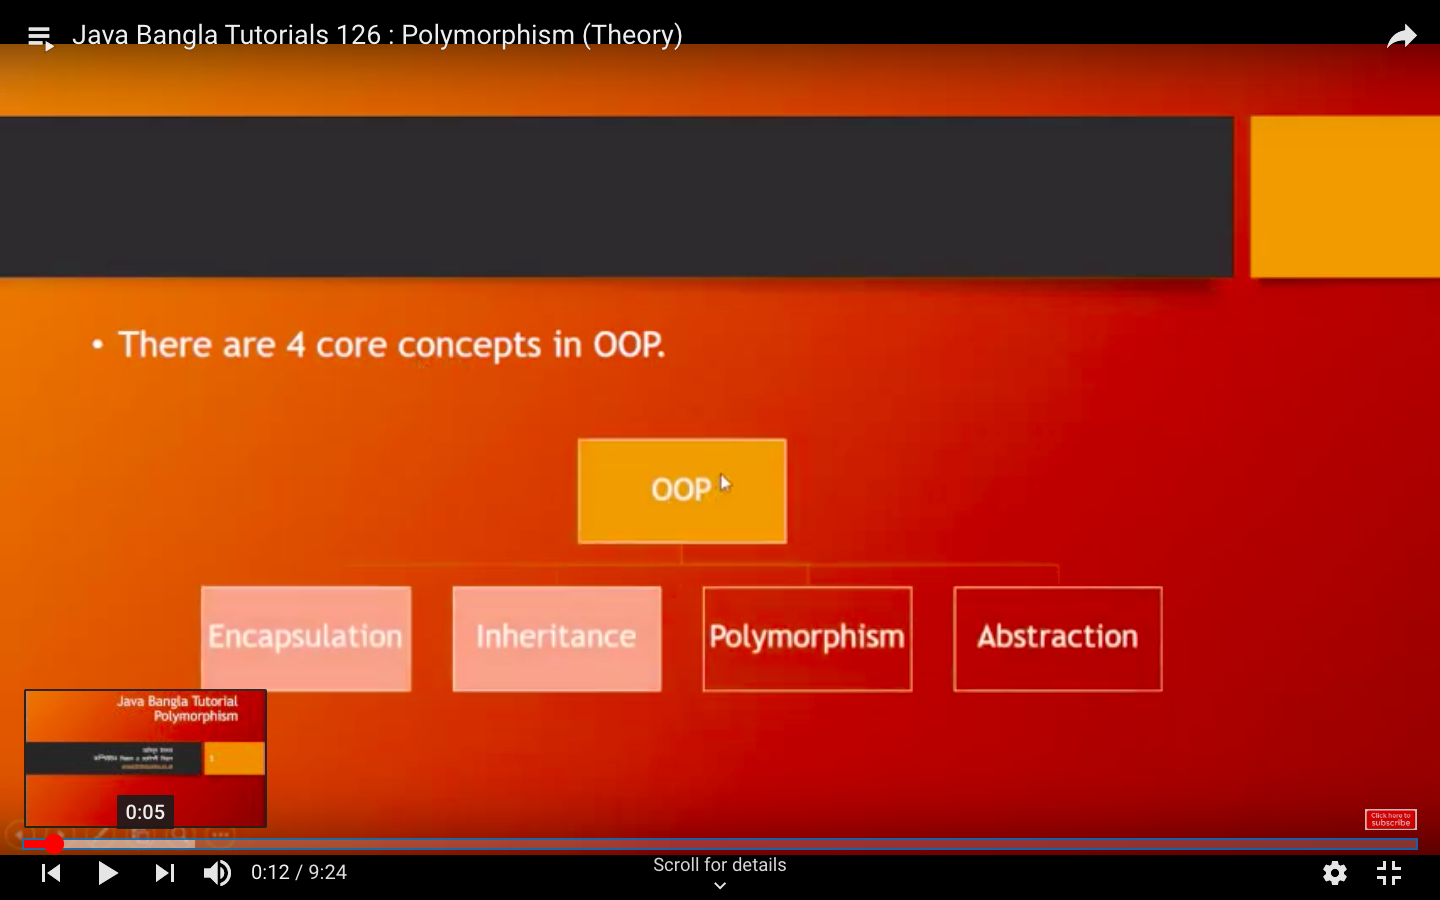 Java Bangla Tutorials 126 : Polymorphism (Theory)
• There are 4 core concepts in OOP.
OOP
Encapsulation
Inheritance
Polymorphism
Abstraction
Java Bangla Tutorial
Polymorphism
1
0:05
Click here to
subscribe
0:12 / 9:24
Scroll for details